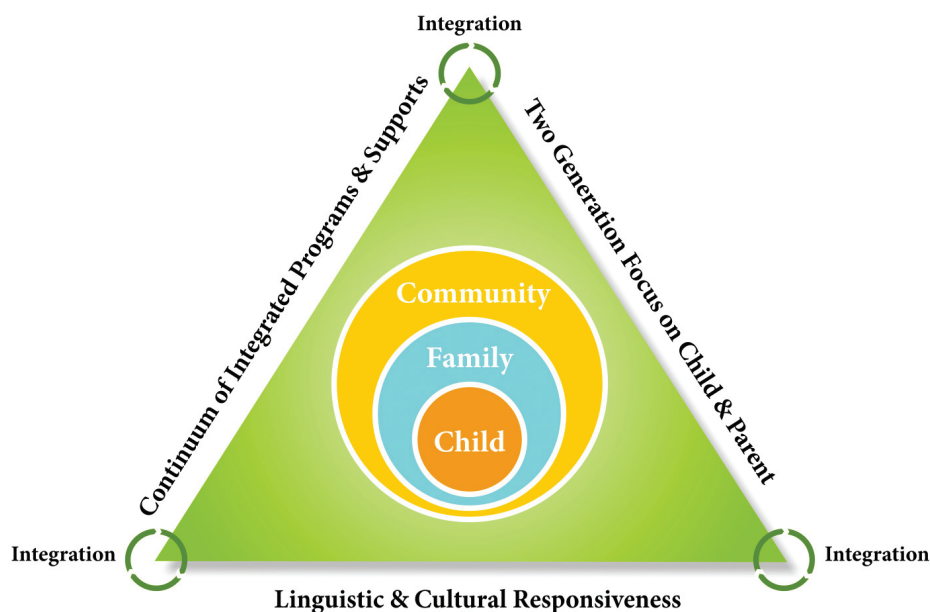 Integration
Continuum of Integrated Programs & Supports
Two Generation Focus on Child & Parent
Community
Family
Child
Integration
Integration
Linguistic & Cultural Responsiveness